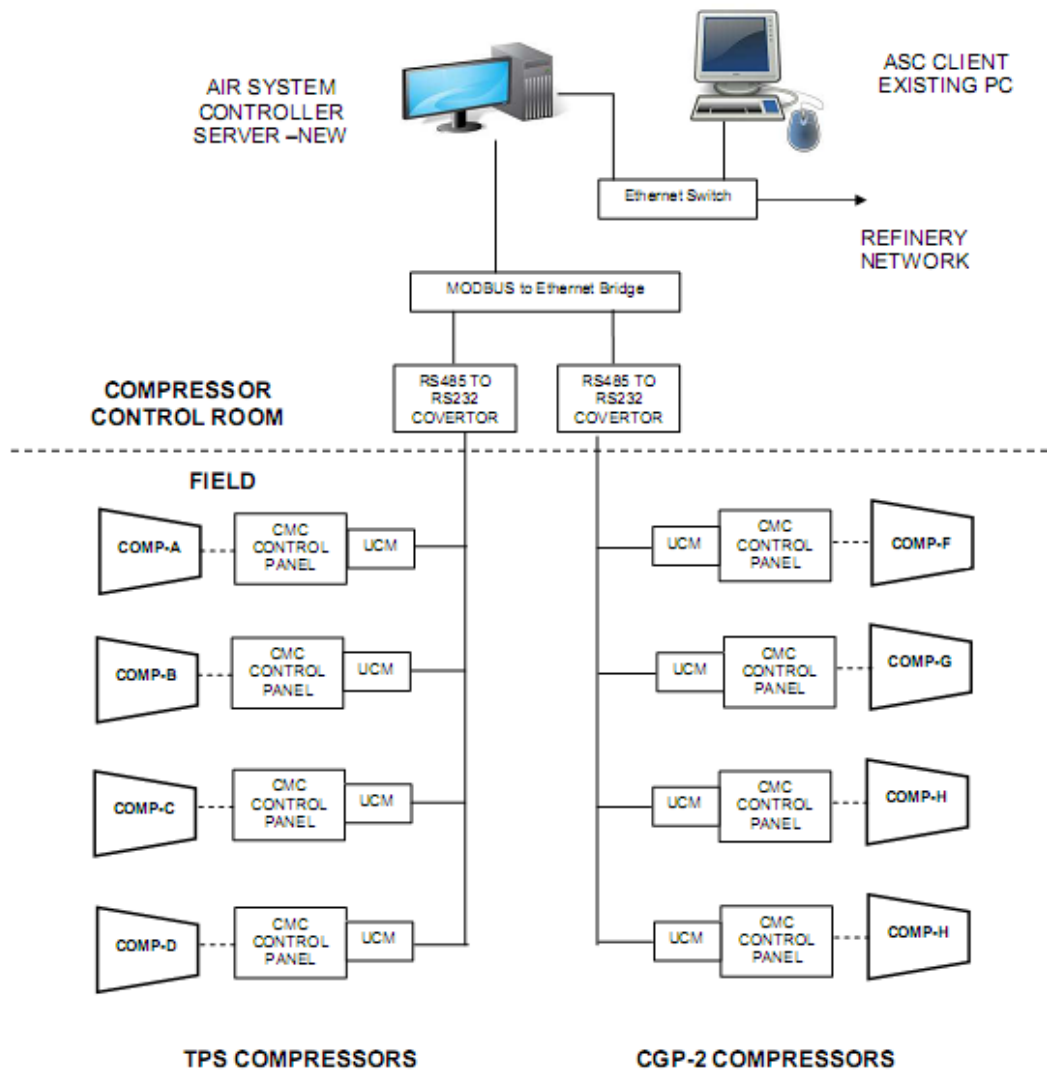 AIR SYSTEM
CONTROLLER
SERVER –NEW
ASC CLIENT
EXISTING PC
Ethernet Switch
REFINERY
NETWORK
MODBUS to Ethernet Bridge
RS485 TO
RS232
COVERTOR
RS485 TO
RS232
COVERTOR
COMPRESSOR
CONTROL ROOM
FIELD
COMP-A
CMC
CONTROL
PANEL
UCM
UCM
CMC
CONTROL
PANEL
COMP-F
COMP-B
CMC
CONTROL
PANEL
UCM
UCM
CMC
CONTROL
PANEL
COMP-G
COMP-C
CMC
CONTROL
PANEL
UCM
UCM
CMC
CONTROL
PANEL
COMP-H
COMP-D
CMC
CONTROL
PANEL
UCM
UCM
CMC
CONTROL
PANEL
COMP-H
TPS COMPRESSORS
CGP-2 COMPRESSORS